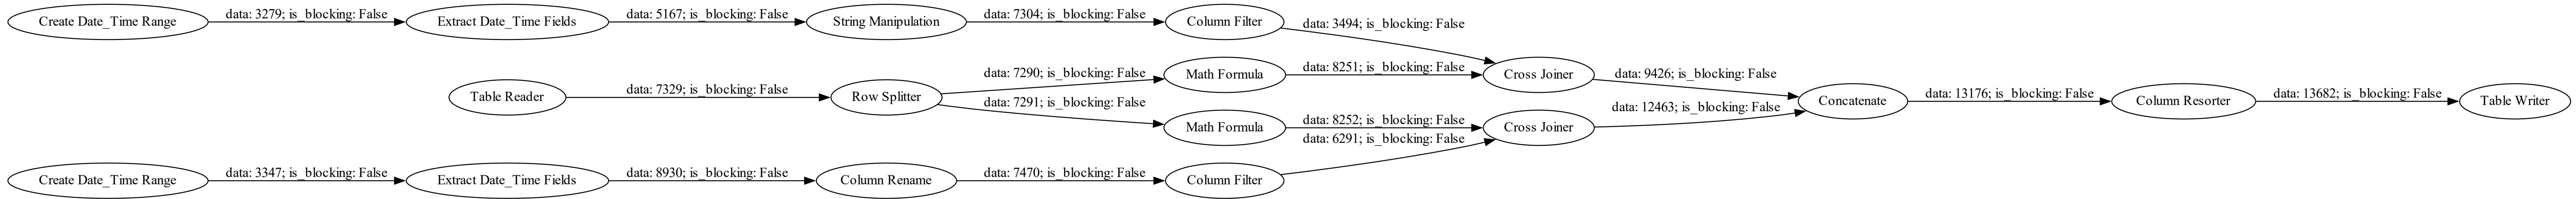 Create Date_Time Range
data: 3279; is_blocking: False
Extract Date_Time Fields
data: 5167; is_blocking: False
String Manipulation
data: 7304; is_blocking: False
Column Filter
data: 3494; is_blocking: False
Table Reader
data: 7329; is_blocking: False
Row Splitter
data: 7290; is_blocking: False
Math Formula
data: 8251; is_blocking: False
Cross Joiner
data: 9426; is_blocking: False
data: 7291; is_blocking: False
Math Formula
data: 8252; is_blocking: False
Cross Joiner
data: 12463; is_blocking: False
Concatenate
data: 13176; is_blocking: False
Column Resorter
data: 13682; is_blocking: False
Table Writer
Create Date_Time Range
data: 3347; is_blocking: False
Extract Date_Time Fields
data: 8930; is_blocking: False
Column Rename
data: 7470; is_blocking: False
Column Filter
data: 6291; is_blocking: False